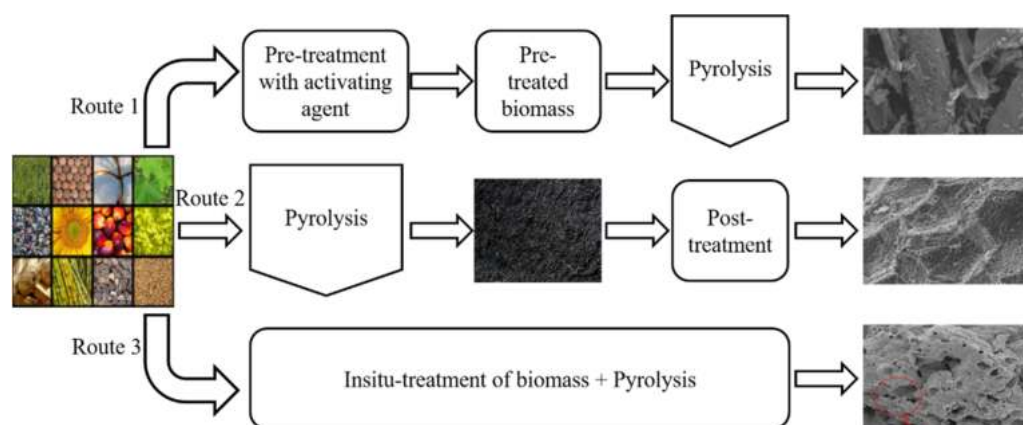 Route 1
Pre-treatment
with activating
agent
Pre-
treated
biomass
Pyrolysis
Route 2
Pyrolysis
Post-
treatment
Route 3
Insitu-treatment of biomass + Pyrolysis